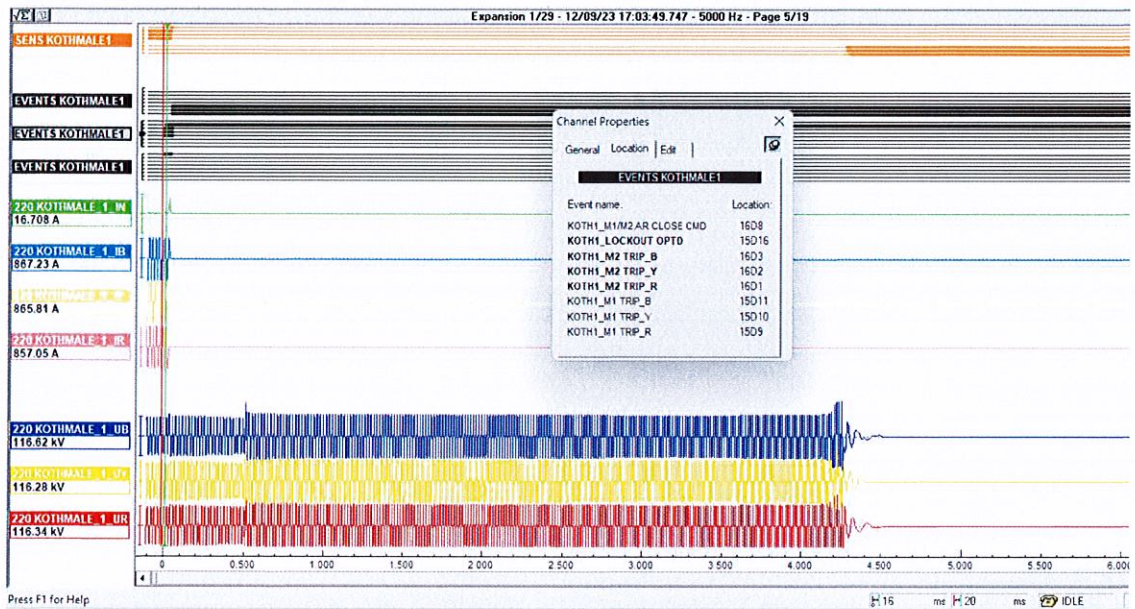 Expansion 1/29 - 12/09/23 17:03:49.747 - 5000 Hz - Page 5/19
SENS KOTHMALE1
EVENTS KOTHMALE1
EVENTS KOTHMALE1
EVENTS KOTHMALE1
220 KOTHMALE_1_IN
16.708 A
220 KOTHMALE_1_IB
867.23 A
865.81 A
220 KOTHMALE_1_IR
857.05 A
220 KOTHMALE_1_UB
116.62 kV
220 KOTHMALE_1_UY
116.28 kV
220 KOTHMALE_1_UR
116.34 kV
Channel Properties
General Location Edit
EVENTS KOTHMALE1
Event name: Location:
KOTH1_M1/M2 AR CLOSE CMD 16D8
KOTH1_LOCKOUT OPTD 15D16
KOTH1_M2 TRIP_B 16D3
KOTH1_M2 TRIP_Y 16D2
KOTH1_M2 TRIP_R 16D1
KOTH1_M1 TRIP_B 15D11
KOTH1_M1 TRIP_Y 15D10
KOTH1_M1 TRIP_R 15D9
0 0.500 1.000 1.500 2.000 2.500 3.000 3.500 4.000 4.500 5.000 5.500 6.000
Press F1 for Help
16 ms 20 ms IDLE